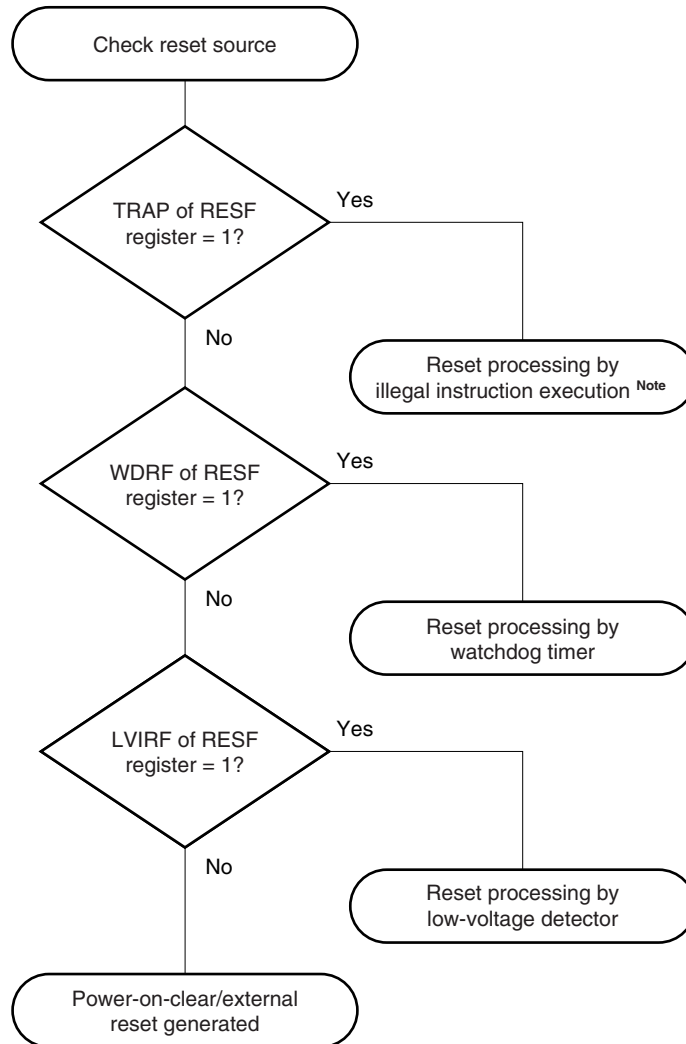 Check reset source
TRAP of RESF
register = 1?
Yes
No
Reset processing by
illegal instruction execution Note
WDRF of RESF
register = 1?
Yes
No
Reset processing by
watchdog timer
LVIRF of RESF
register = 1?
Yes
No
Reset processing by
low-voltage detector
Power-on-clear/external
reset generated